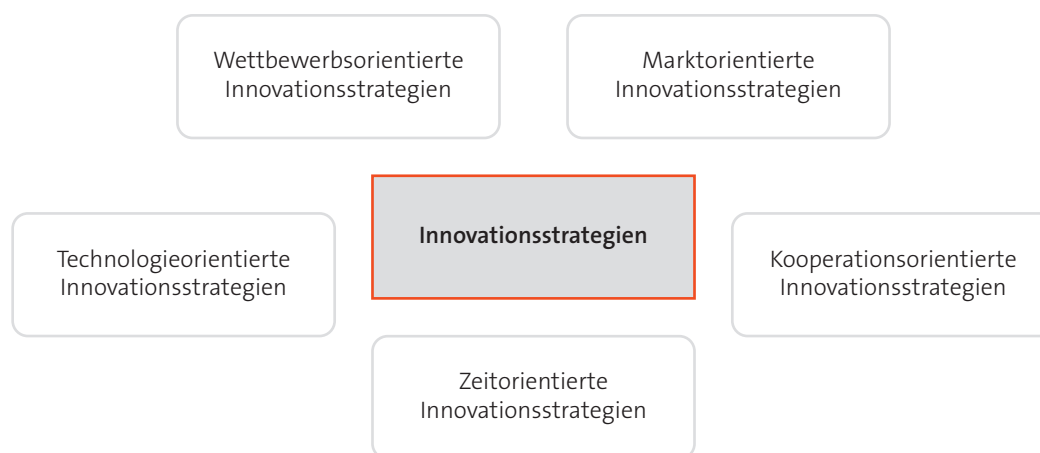 Wettbewerbsorientierte
Innovationsstrategien
Marktorientierte
Innovationsstrategien
Innovationsstrategien
Technologieorientierte
Innovationsstrategien
Kooperationsorientierte
Innovationsstrategien
Zeitorientierte
Innovationsstrategien